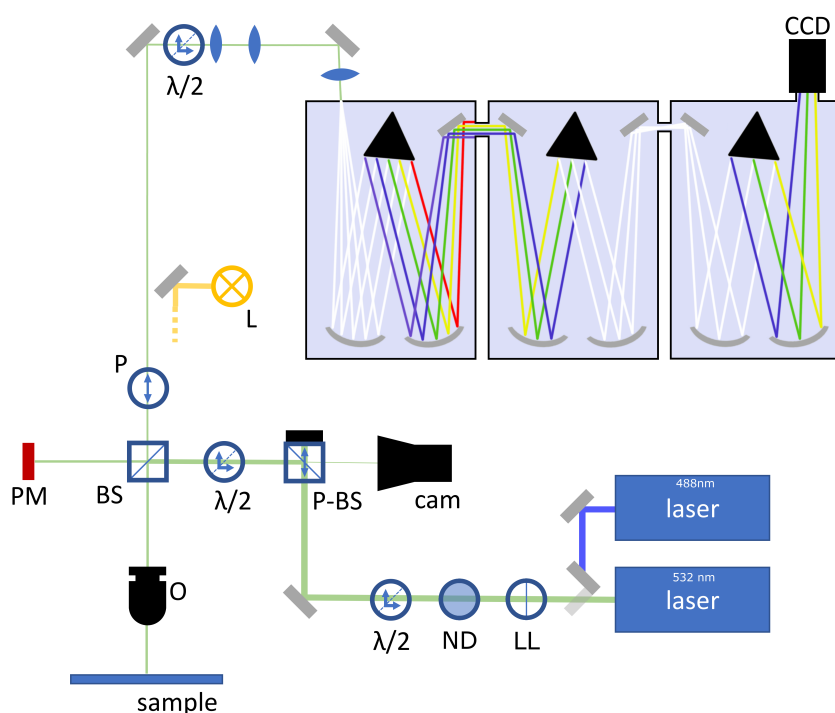 CCD
λ/2
L
P
PM
BS
λ/2
P-BS
cam
488nm
laser
O
532 nm
laser
λ/2
ND
LL
sample